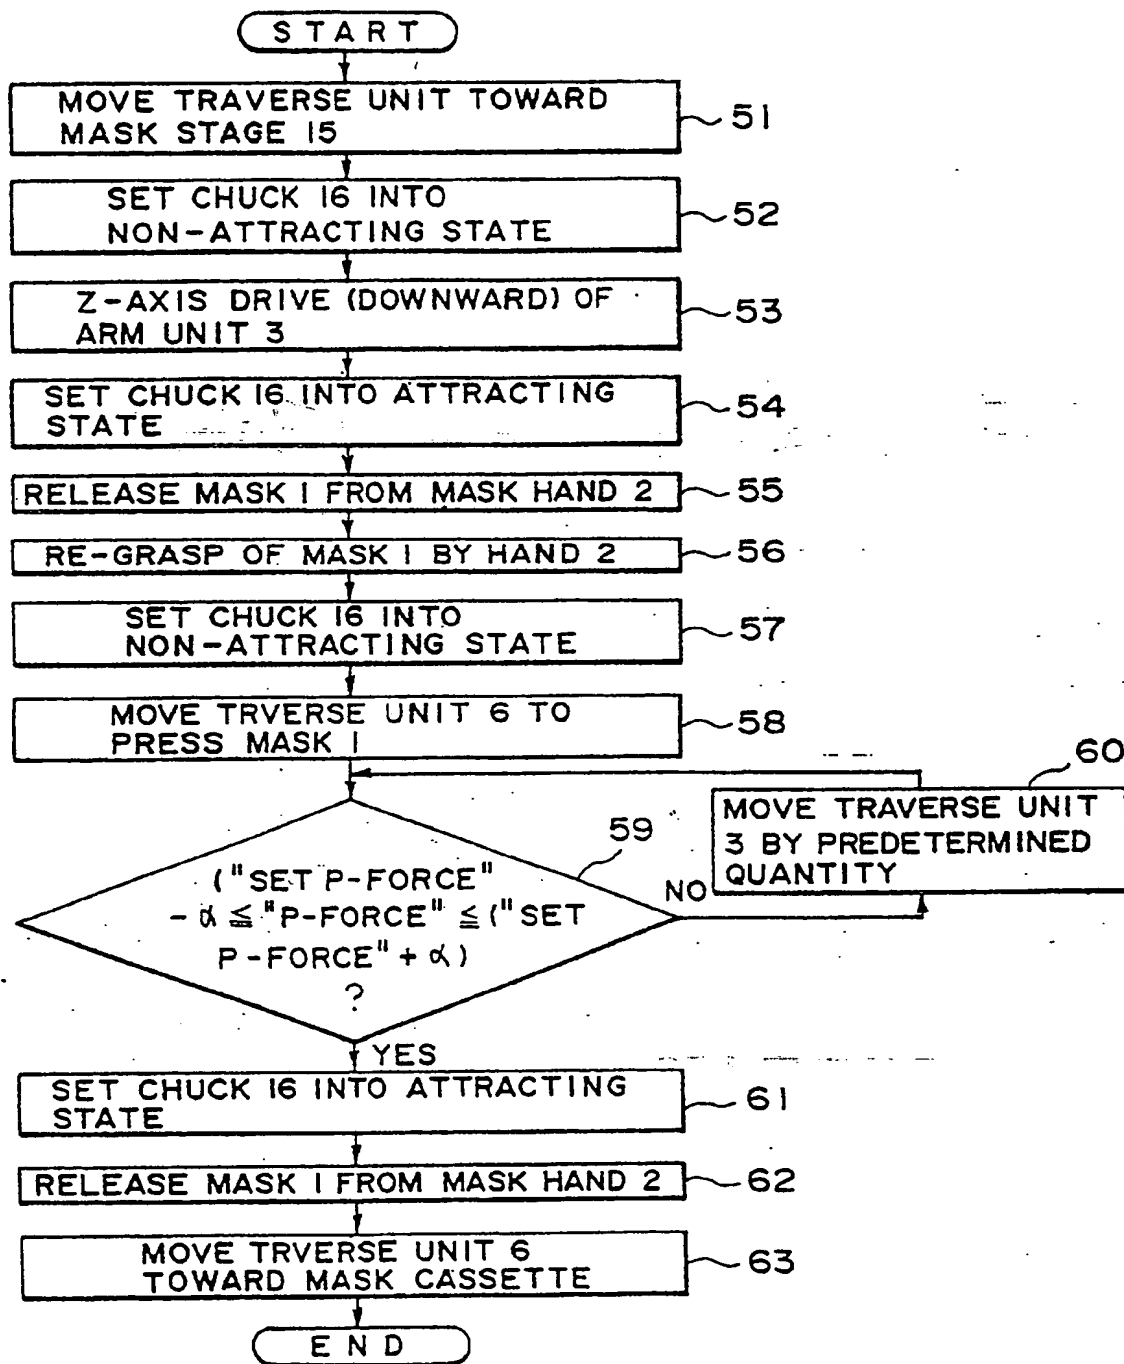 START
MOVE TRAVERSE UNIT TOWARD
MASK STAGE 15
51
SET CHUCK 16 INTO
NON-ATTRACTING STATE
52
Z-AXIS DRIVE (DOWNWARD) OF
ARM UNIT 3
53
SET CHUCK 16 INTO ATTRACTING
STATE
54
RELEASE MASK 1 FROM MASK HAND 2
55
RE-GRASP OF MASK 1 BY HAND 2
56
SET CHUCK 16 INTO
NON-ATTRACTING STATE
57
MOVE TRVERSE UNIT 6 TO
PRESS MASK 1
58
60
MOVE TRAVERSE UNIT
3 BY PREDETERMINED
QUANTITY
59
("SET P-FORCE"
- α ≦ "P-FORCE" ≦ ("SET
P-FORCE" + α)
?
NO
YES
SET CHUCK 16 INTO ATTRACTING
STATE
61
RELEASE MASK 1 FROM MASK HAND 2
62
MOVE TRVERSE UNIT 6
TOWARD MASK CASSETTE
63
END